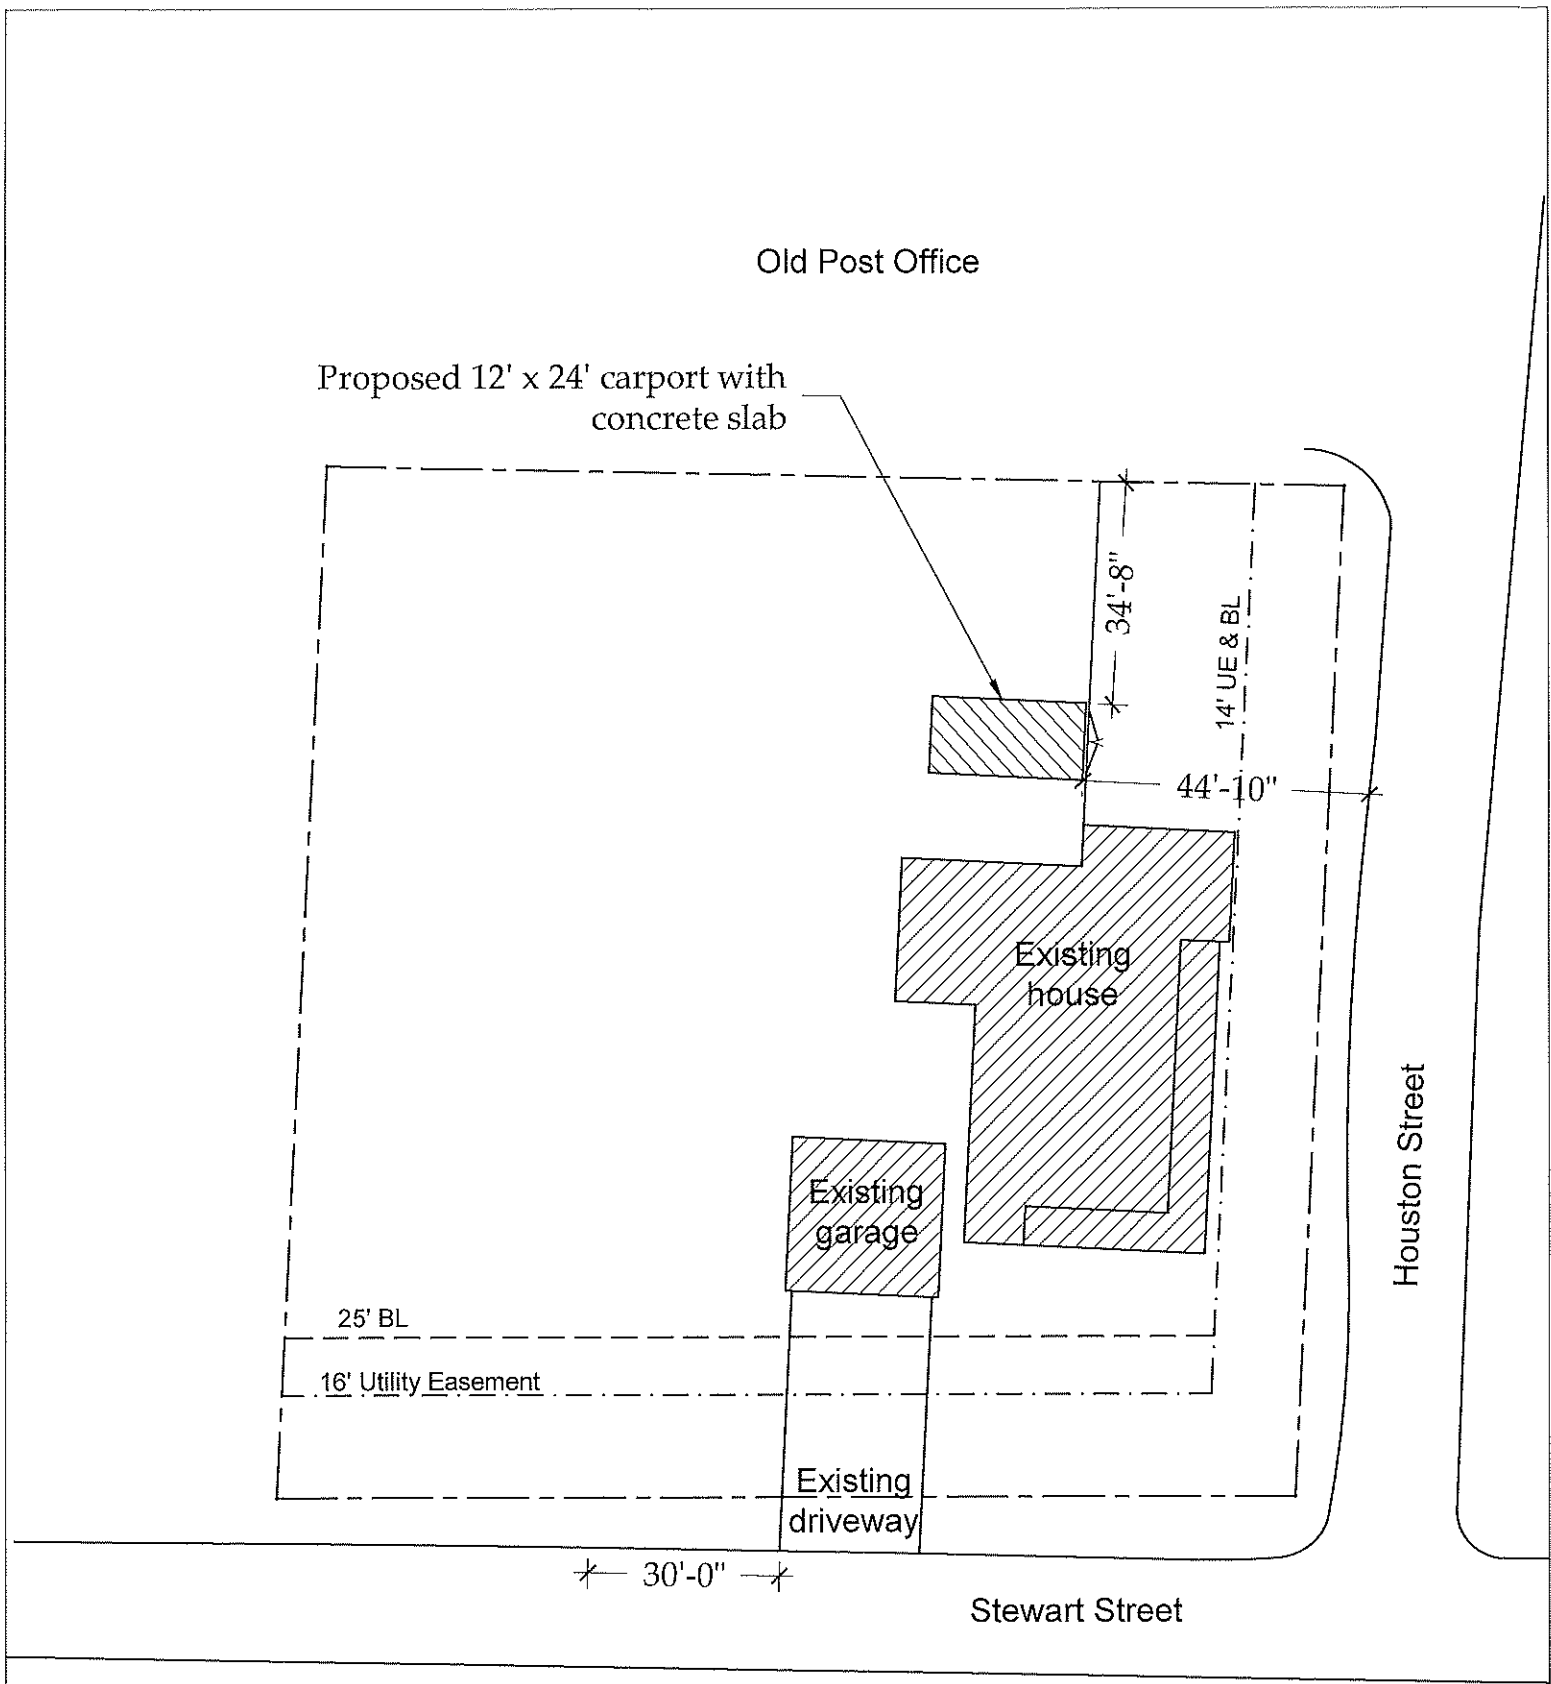 Old Post Office
Proposed 12' x 24' carport with
concrete slab
34'-8"
14' UE & BL
44'-10"
Existing
house
Existing
garage
Houston Street
25' BL
16' Utility Easement
Existing
driveway
30'-0"
Stewart Street